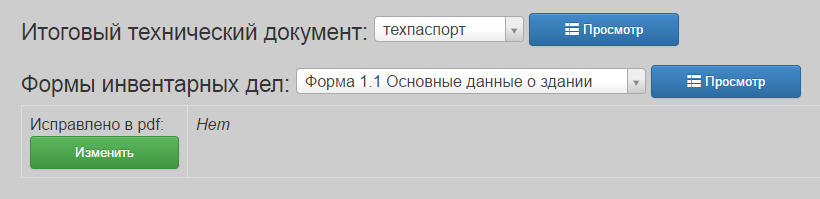 Итоговый технический документ: техпаспорт Просмотр
Формы инвентарных дел: Форма 1.1 Основные данные о здании Просмотр
Исправлено в pdf: Нет
Изменить